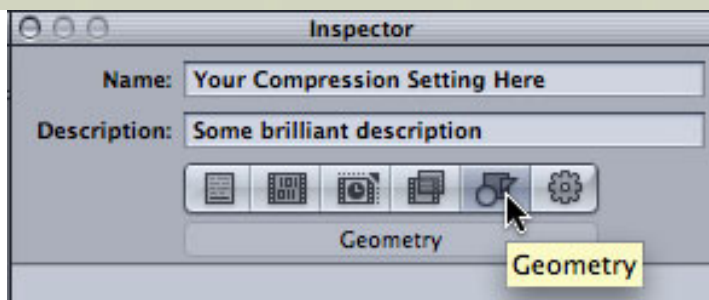 Inspector
Name: Your Compression Setting Here
Description: Some brilliant description
Geometry
Geometry